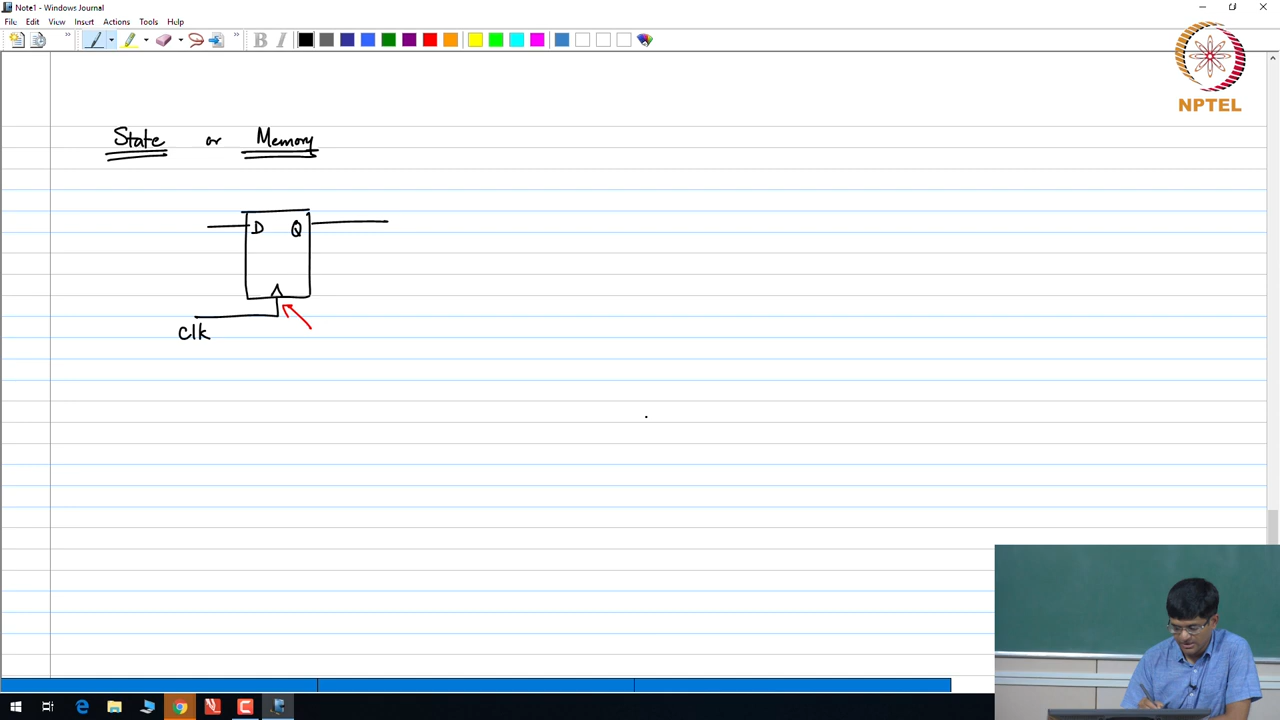 Note1 - Windows Journal
File Edit View Insert Actions Tools Help
B I
NPTEL
State or Memory
D Q
Clk